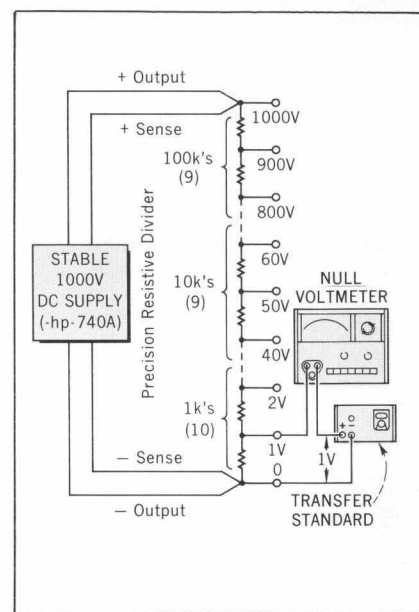 + Output
+ Sense
1000V
100k's
(9)
900V
800V
Precision Resistive Divider
STABLE
1000V
DC SUPPLY
(-hp-740A)
60V
10k's
(9)
50V
40V
NULL
VOLTMETER
2V
1k's
(10)
1V
0
+ -
1V
TRANSFER
STANDARD
− Sense
− Output